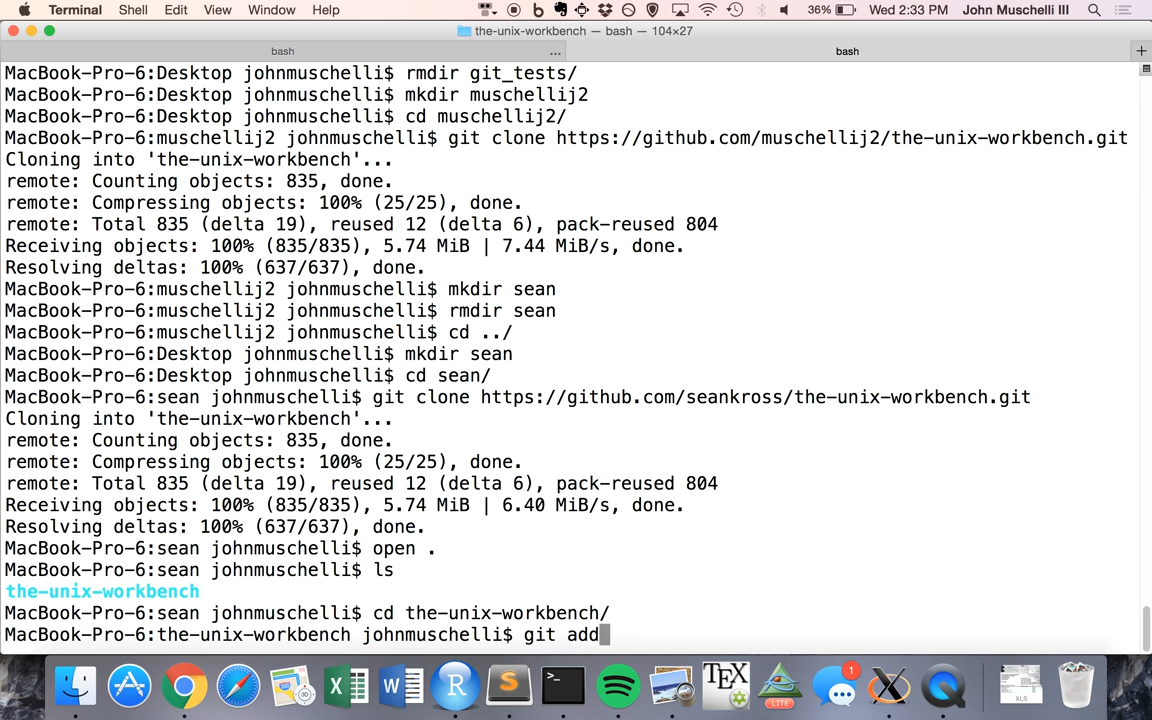 Terminal Shell Edit View Window Help 36% Wed 2:33 PM John Muschelli III
the-unix-workbench — bash — 104×27
bash ... bash +
MacBook-Pro-6:Desktop johnmuschelli$ rmdir git_tests/
MacBook-Pro-6:Desktop johnmuschelli$ mkdir muschellij2
MacBook-Pro-6:Desktop johnmuschelli$ cd muschellij2/
MacBook-Pro-6:muschellij2 johnmuschelli$ git clone https://github.com/muschellij2/the-unix-workbench.git
Cloning into 'the-unix-workbench'...
remote: Counting objects: 835, done.
remote: Compressing objects: 100% (25/25), done.
remote: Total 835 (delta 19), reused 12 (delta 6), pack-reused 804
Receiving objects: 100% (835/835), 5.74 MiB | 7.44 MiB/s, done.
Resolving deltas: 100% (637/637), done.
MacBook-Pro-6:muschellij2 johnmuschelli$ mkdir sean
MacBook-Pro-6:muschellij2 johnmuschelli$ rmdir sean
MacBook-Pro-6:muschellij2 johnmuschelli$ cd ../
MacBook-Pro-6:Desktop johnmuschelli$ mkdir sean
MacBook-Pro-6:Desktop johnmuschelli$ cd sean/
MacBook-Pro-6:sean johnmuschelli$ git clone https://github.com/seankross/the-unix-workbench.git
Cloning into 'the-unix-workbench'...
remote: Counting objects: 835, done.
remote: Compressing objects: 100% (25/25), done.
remote: Total 835 (delta 19), reused 12 (delta 6), pack-reused 804
Receiving objects: 100% (835/835), 5.74 MiB | 6.40 MiB/s, done.
Resolving deltas: 100% (637/637), done.
MacBook-Pro-6:sean johnmuschelli$ open .
MacBook-Pro-6:sean johnmuschelli$ ls
the-unix-workbench
MacBook-Pro-6:sean johnmuschelli$ cd the-unix-workbench/
MacBook-Pro-6:the-unix-workbench johnmuschelli$ git add
30 X W R S >_ TEX LITE 1 X XLS